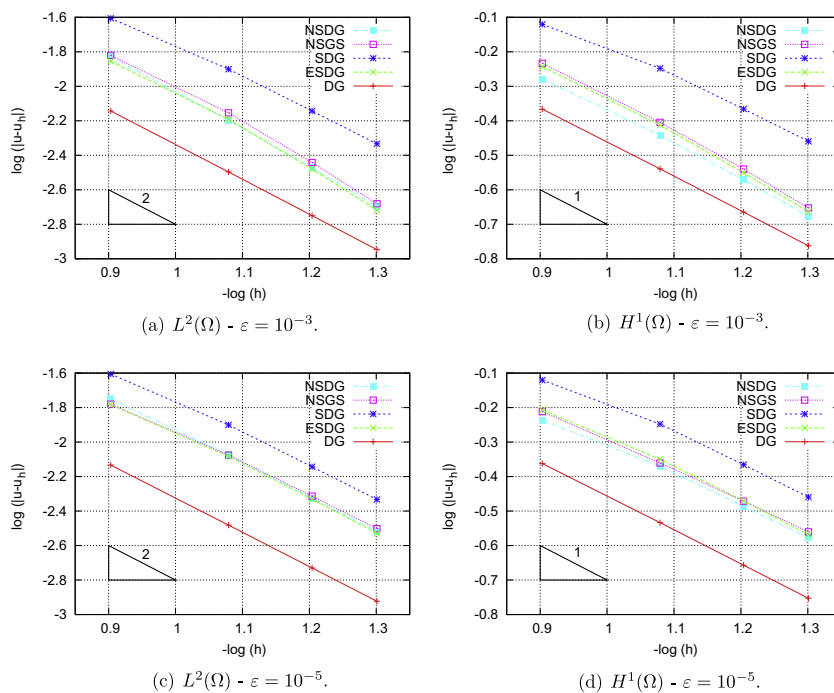 -1.6
-1.8
-2
-2.2
-2.4
-2.6
-2.8
-3
log (|u-u_h|)
0.9 1 1.1 1.2 1.3
-log (h)
NSDG
NSGS
SDG
ESDG
DG
2
(a) L²(Ω) - ε = 10⁻³.
-0.1
-0.2
-0.3
-0.4
-0.5
-0.6
-0.7
-0.8
log (|u-u_h|)
0.9 1 1.1 1.2 1.3
-log (h)
NSDG
NSGS
SDG
ESDG
DG
1
(b) H¹(Ω) - ε = 10⁻³.
-1.6
-1.8
-2
-2.2
-2.4
-2.6
-2.8
-3
log (|u-u_h|)
0.9 1 1.1 1.2 1.3
-log (h)
NSDG
NSGS
SDG
ESDG
DG
2
(c) L²(Ω) - ε = 10⁻⁵.
-0.1
-0.2
-0.3
-0.4
-0.5
-0.6
-0.7
-0.8
log (|u-u_h|)
0.9 1 1.1 1.2 1.3
-log (h)
NSDG
NSGS
SDG
ESDG
DG
1
(d) H¹(Ω) - ε = 10⁻⁵.